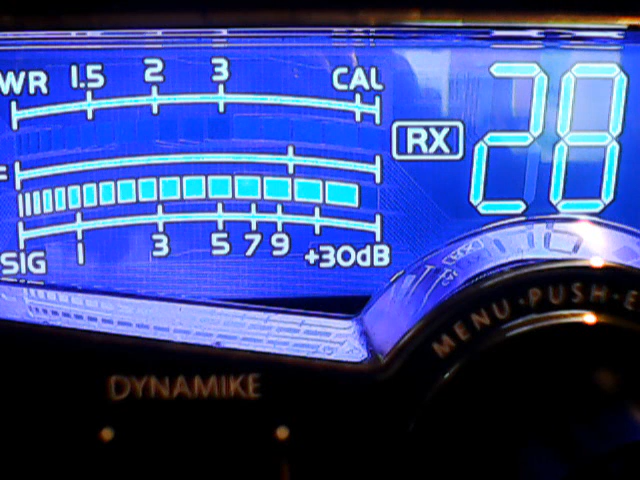 WR 1.5 2 3 CAL
RX 28
SIG 1 3 5 7 9 +30dB
MENU·PUSH-E
DYNAMIKE